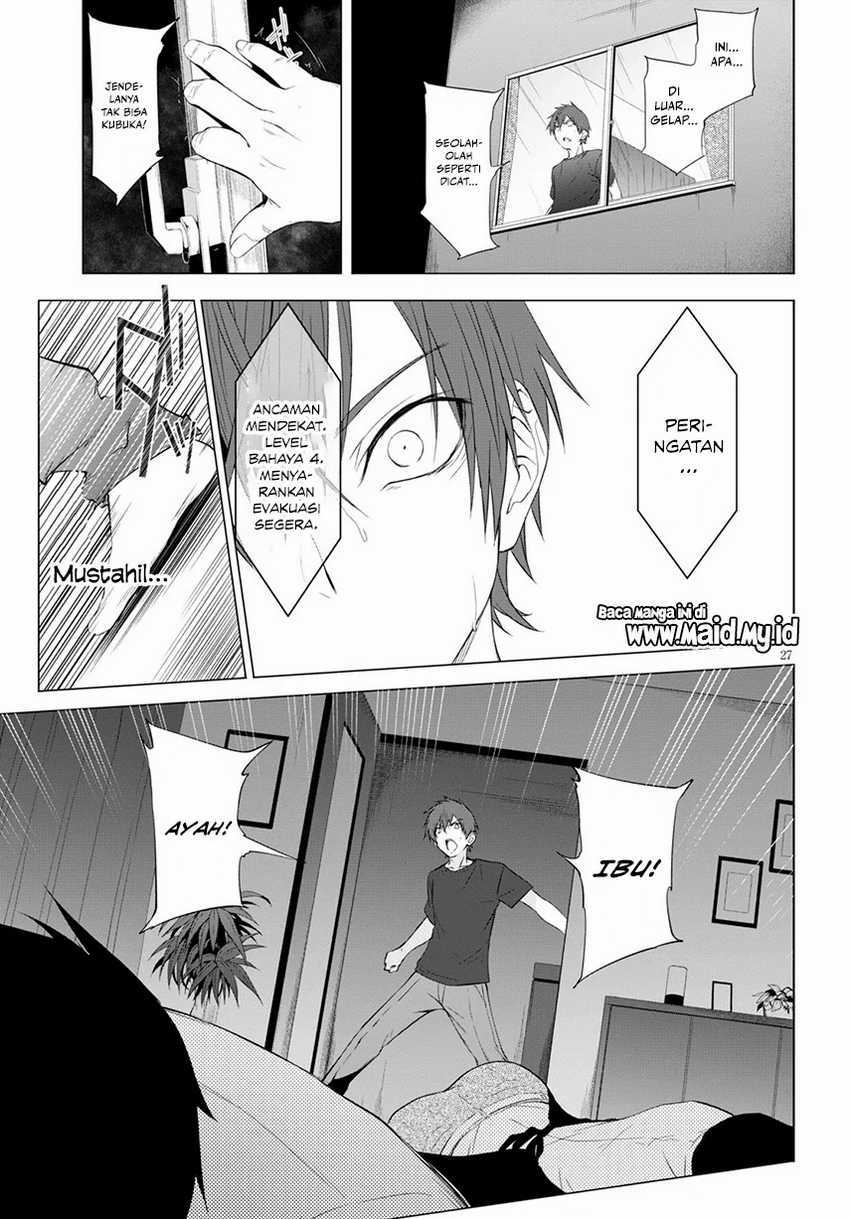 INI...
APA...
DI
LUAR...
GELAP...
SEOLAH-
OLAH
SEPERTI
DICAT...
JENDE-
LANYA
TAK BISA
KUBUKA!
PERI-
NGATAN
...
ANCAMAN
MENDEKAT.
LEVEL
BAHAYA 4.
MENYA-
RANKAN
EVAKUASI
SEGERA.
Mustahil...
Baca Manga ini di
www.Maid.My.id
27
IBU!
AYAH!